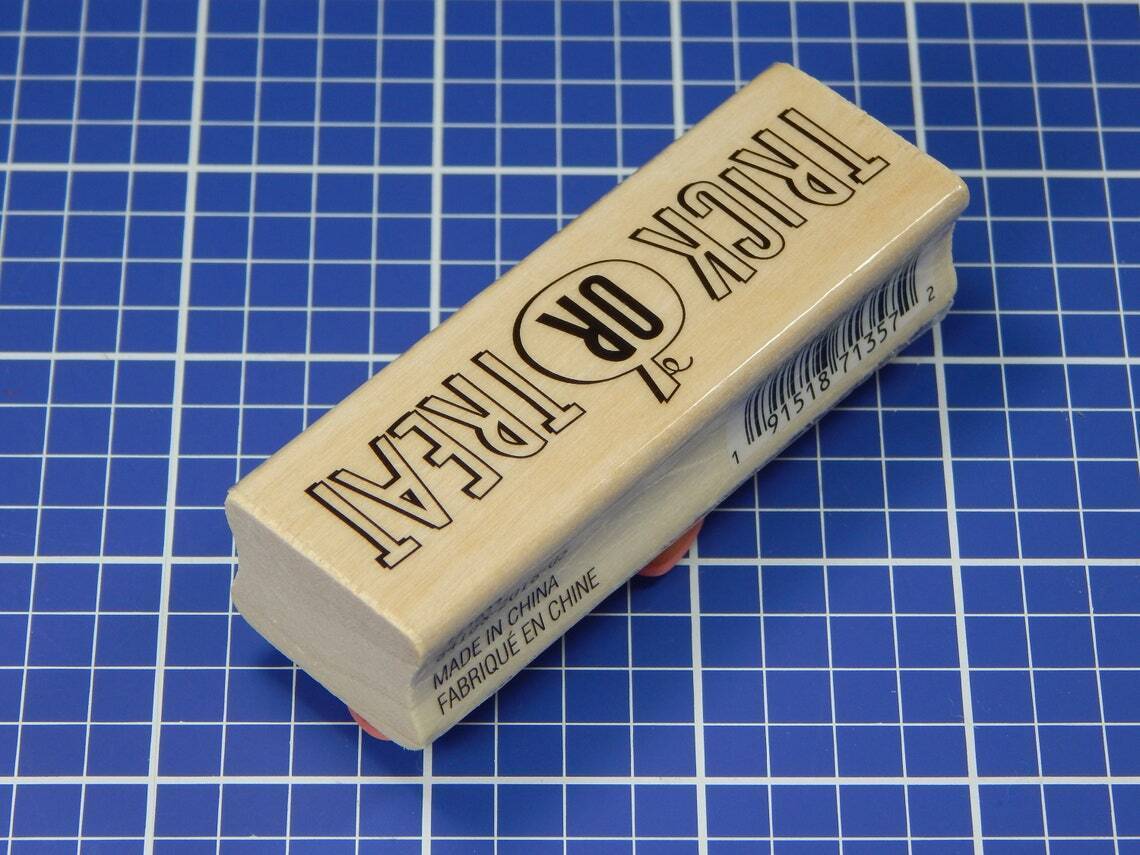 TRICK
OR
TREAT
1 91518 71357 2
MADE IN CHINA
FABRIQUÉ EN CHINE